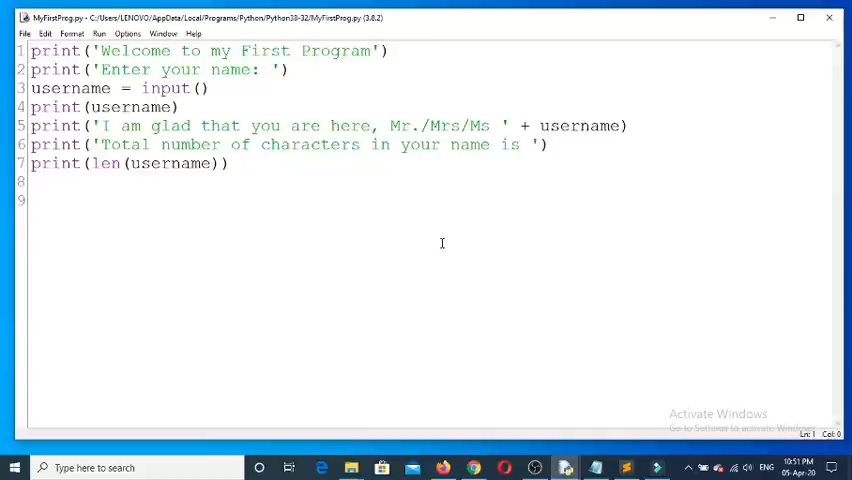 MyFirstProg.py - C:/Users/LENOVO/AppData/Local/Programs/Python/Python38-32/MyFirstProg.py (3.8.2)
File Edit Format Run Options Window Help
1 print('Welcome to my First Program')
2 print('Enter your name: ')
3 username = input()
4 print(username)
5 print('I am glad that you are here, Mr./Mrs/Ms ' + username)
6 print('Total number of characters in your name is ')
7 print(len(username))
8
9
Activate Windows
Go to Settings to activate Windows.
Ln: 1 Col: 0
Type here to search
ENG
10:51 PM
05-Apr-20